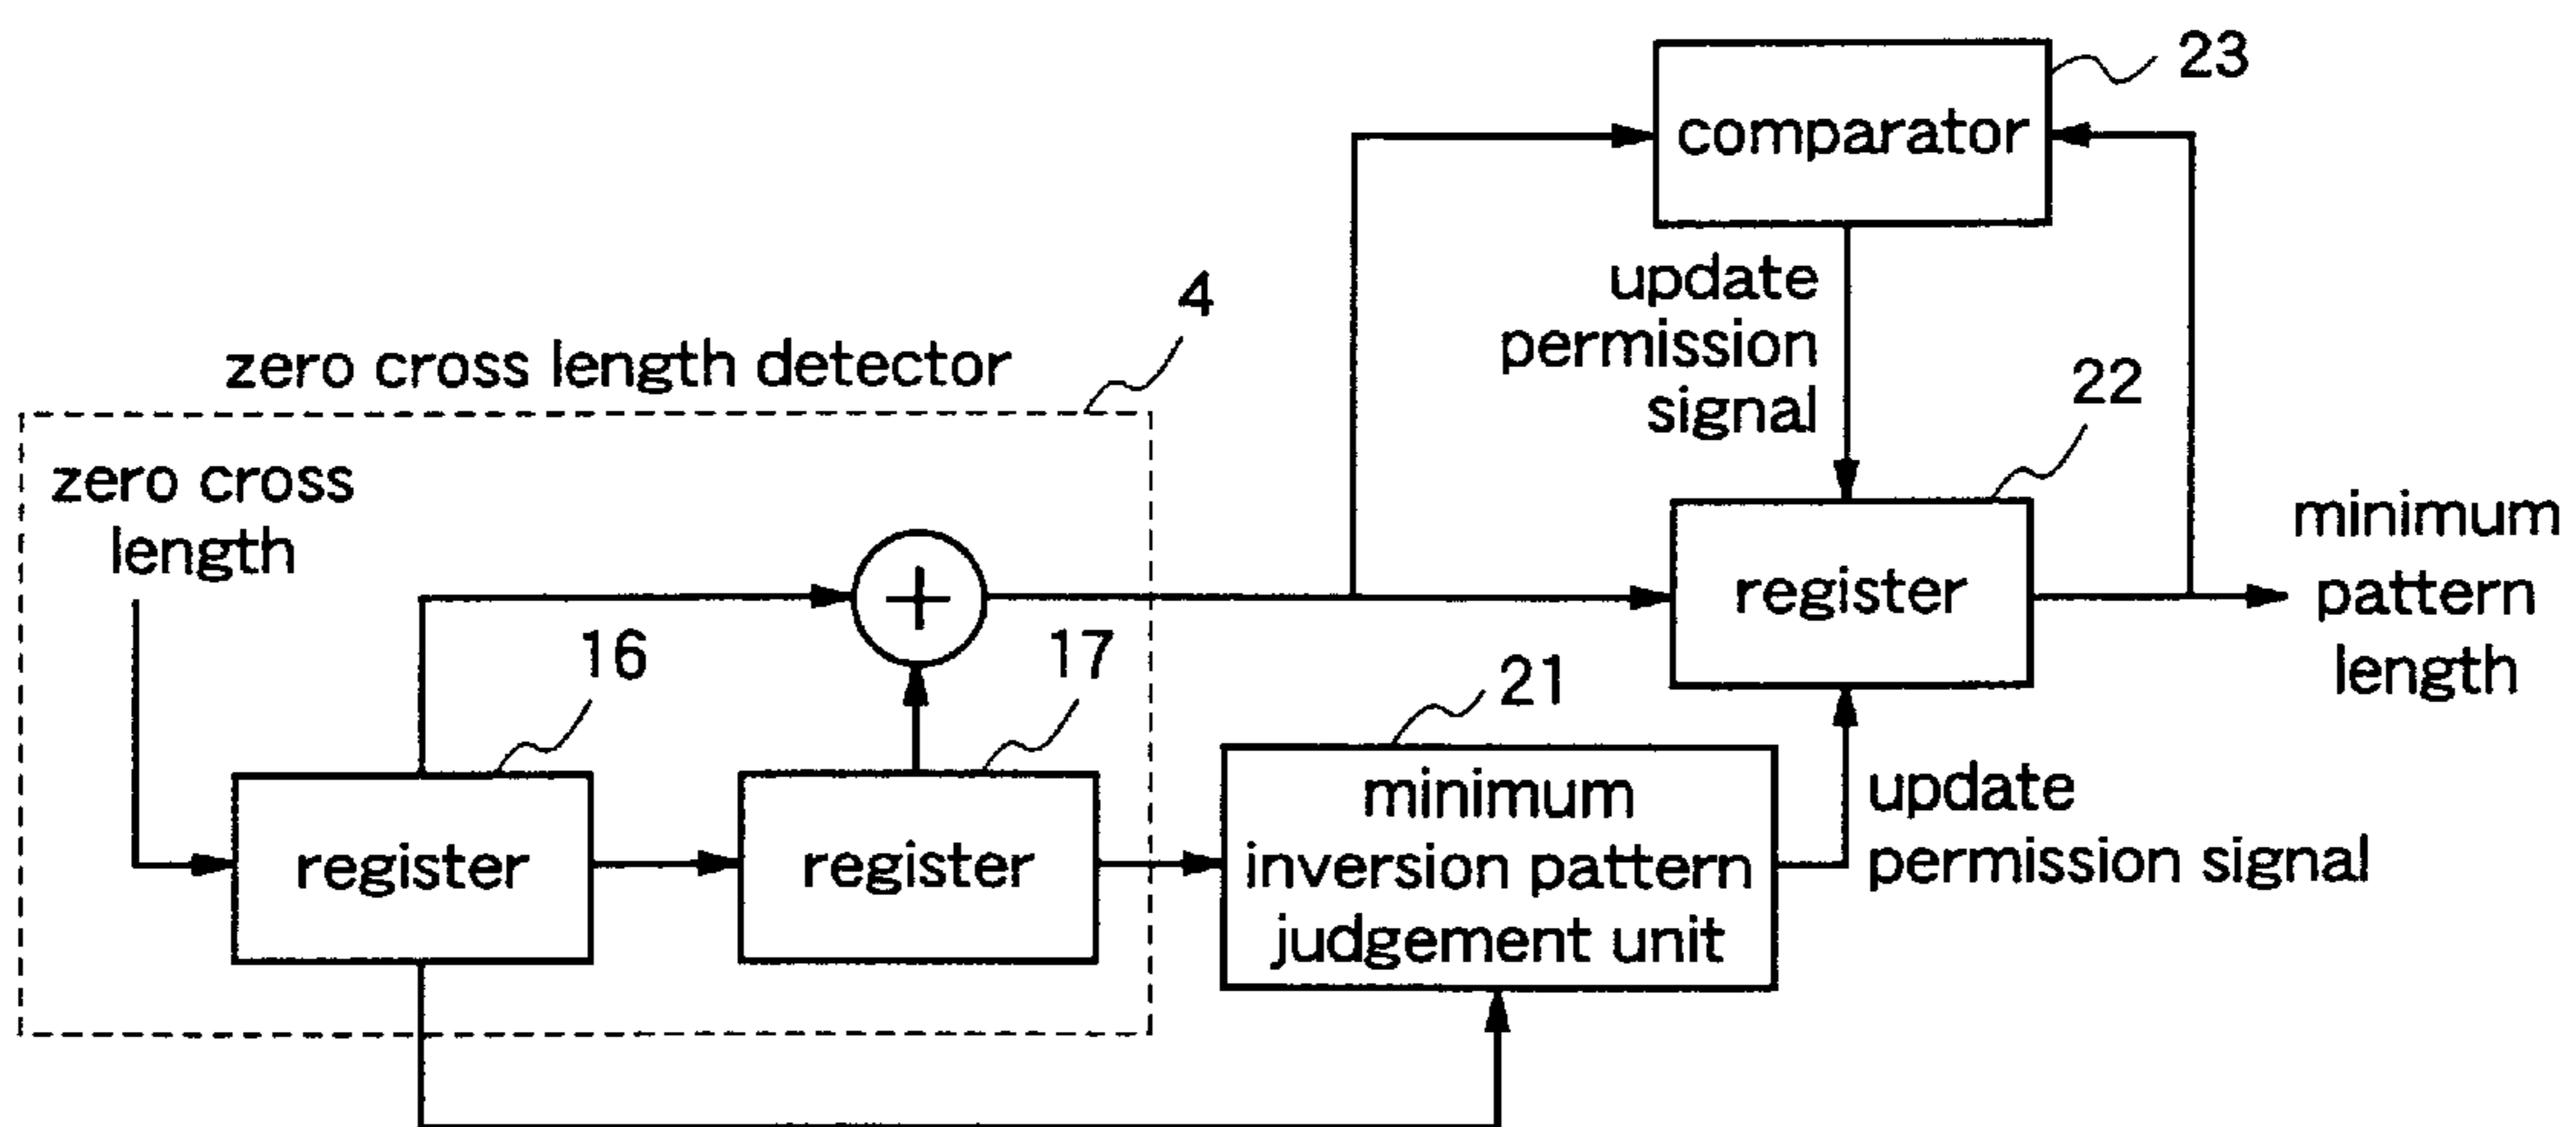 23
comparator
update
permission
signal
4
zero cross length detector
22
zero cross
length
minimum
pattern
length
register
16
17
21
register
register
minimum
inversion pattern
judgement unit
update
permission signal
+